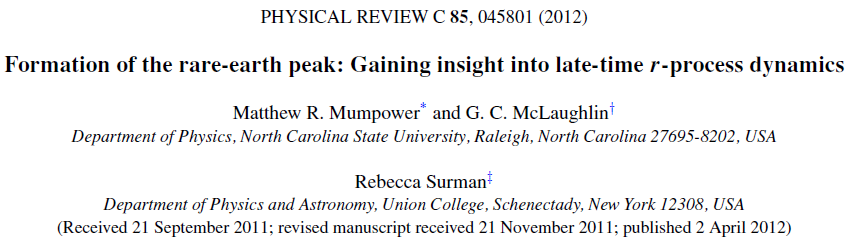 PHYSICAL REVIEW C 85, 045801 (2012)
Formation of the rare-earth peak: Gaining insight into late-time r-process dynamics
Matthew R. Mumpower* and G. C. McLaughlin†
Department of Physics, North Carolina State University, Raleigh, North Carolina 27695-8202, USA
Rebecca Surman‡
Department of Physics and Astronomy, Union College, Schenectady, New York 12308, USA
(Received 21 September 2011; revised manuscript received 21 November 2011; published 2 April 2012)